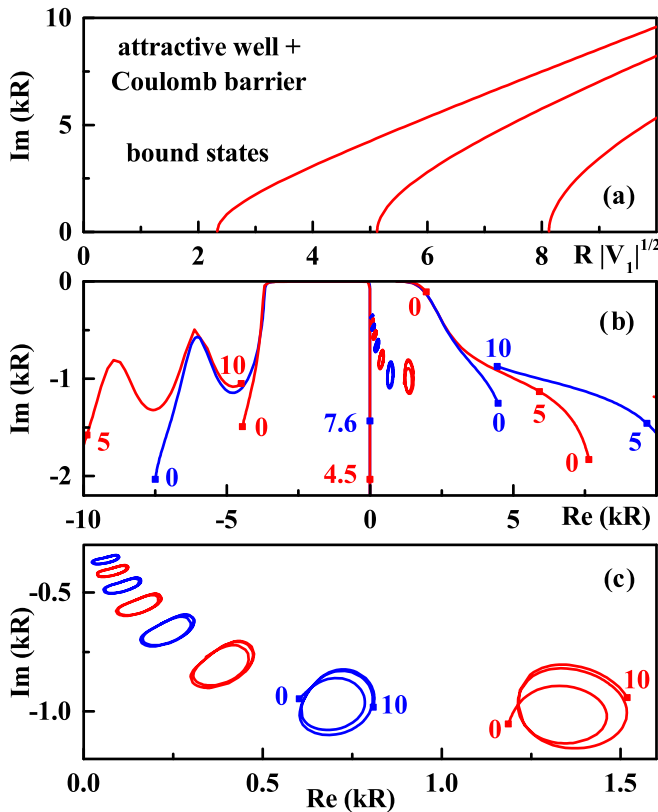 10
attractive well +
Coulomb barrier
Im (kR)
5
bound states
(a)
0
0 2 4 6 8 R |V₁|^1/2
0
0
(b)
-1
10
10
Im (kR)
5
0
7.6
0
5
5
-2
0
4.5
0
-10 -5 0 5 Re (kR)
(c)
-0.5
Im (kR)
0
10
10
-1.0
0
0.0 0.5 1.0 1.5
Re (kR)